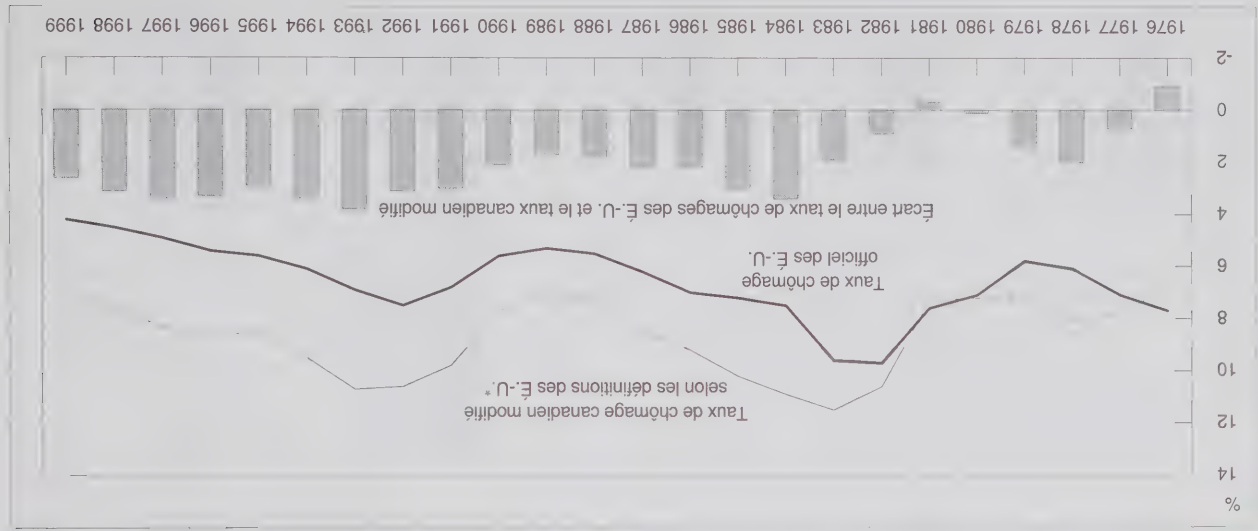 %
14
12
10
8
6
4
2
0
-2
Taux de chômage canadien modifié
selon les définitions des É.-U.*
Taux de chômage
officiel des É.-U.
Écart entre le taux de chômages des É.-U. et le taux canadien modifié
1976 1977 1978 1979 1980 1981 1982 1983 1984 1985 1986 1987 1988 1989 1990 1991 1992 1993 1994 1995 1996 1997 1998 1999